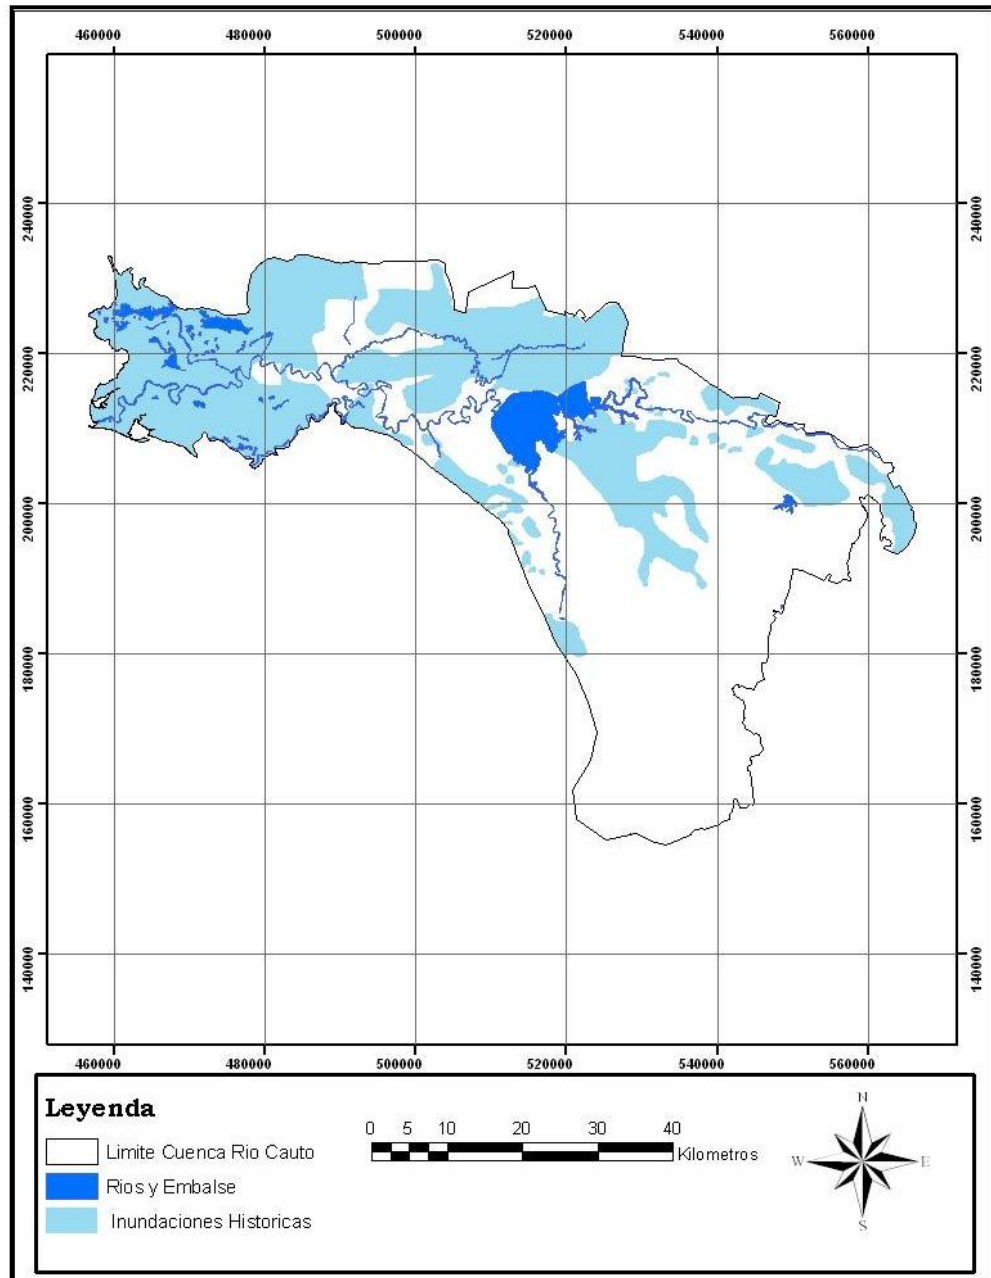 460000 480000 500000 520000 540000 560000
240000 240000
220000 220000
200000 200000
180000 180000
160000 160000
140000 140000
460000 480000 500000 520000 540000 560000
Leyenda
Limite Cuenca Rio Cauto
Rios y Embalse
Inundaciones Historicas
0 5 10 20 30 40
Kilometros
N
W E
S